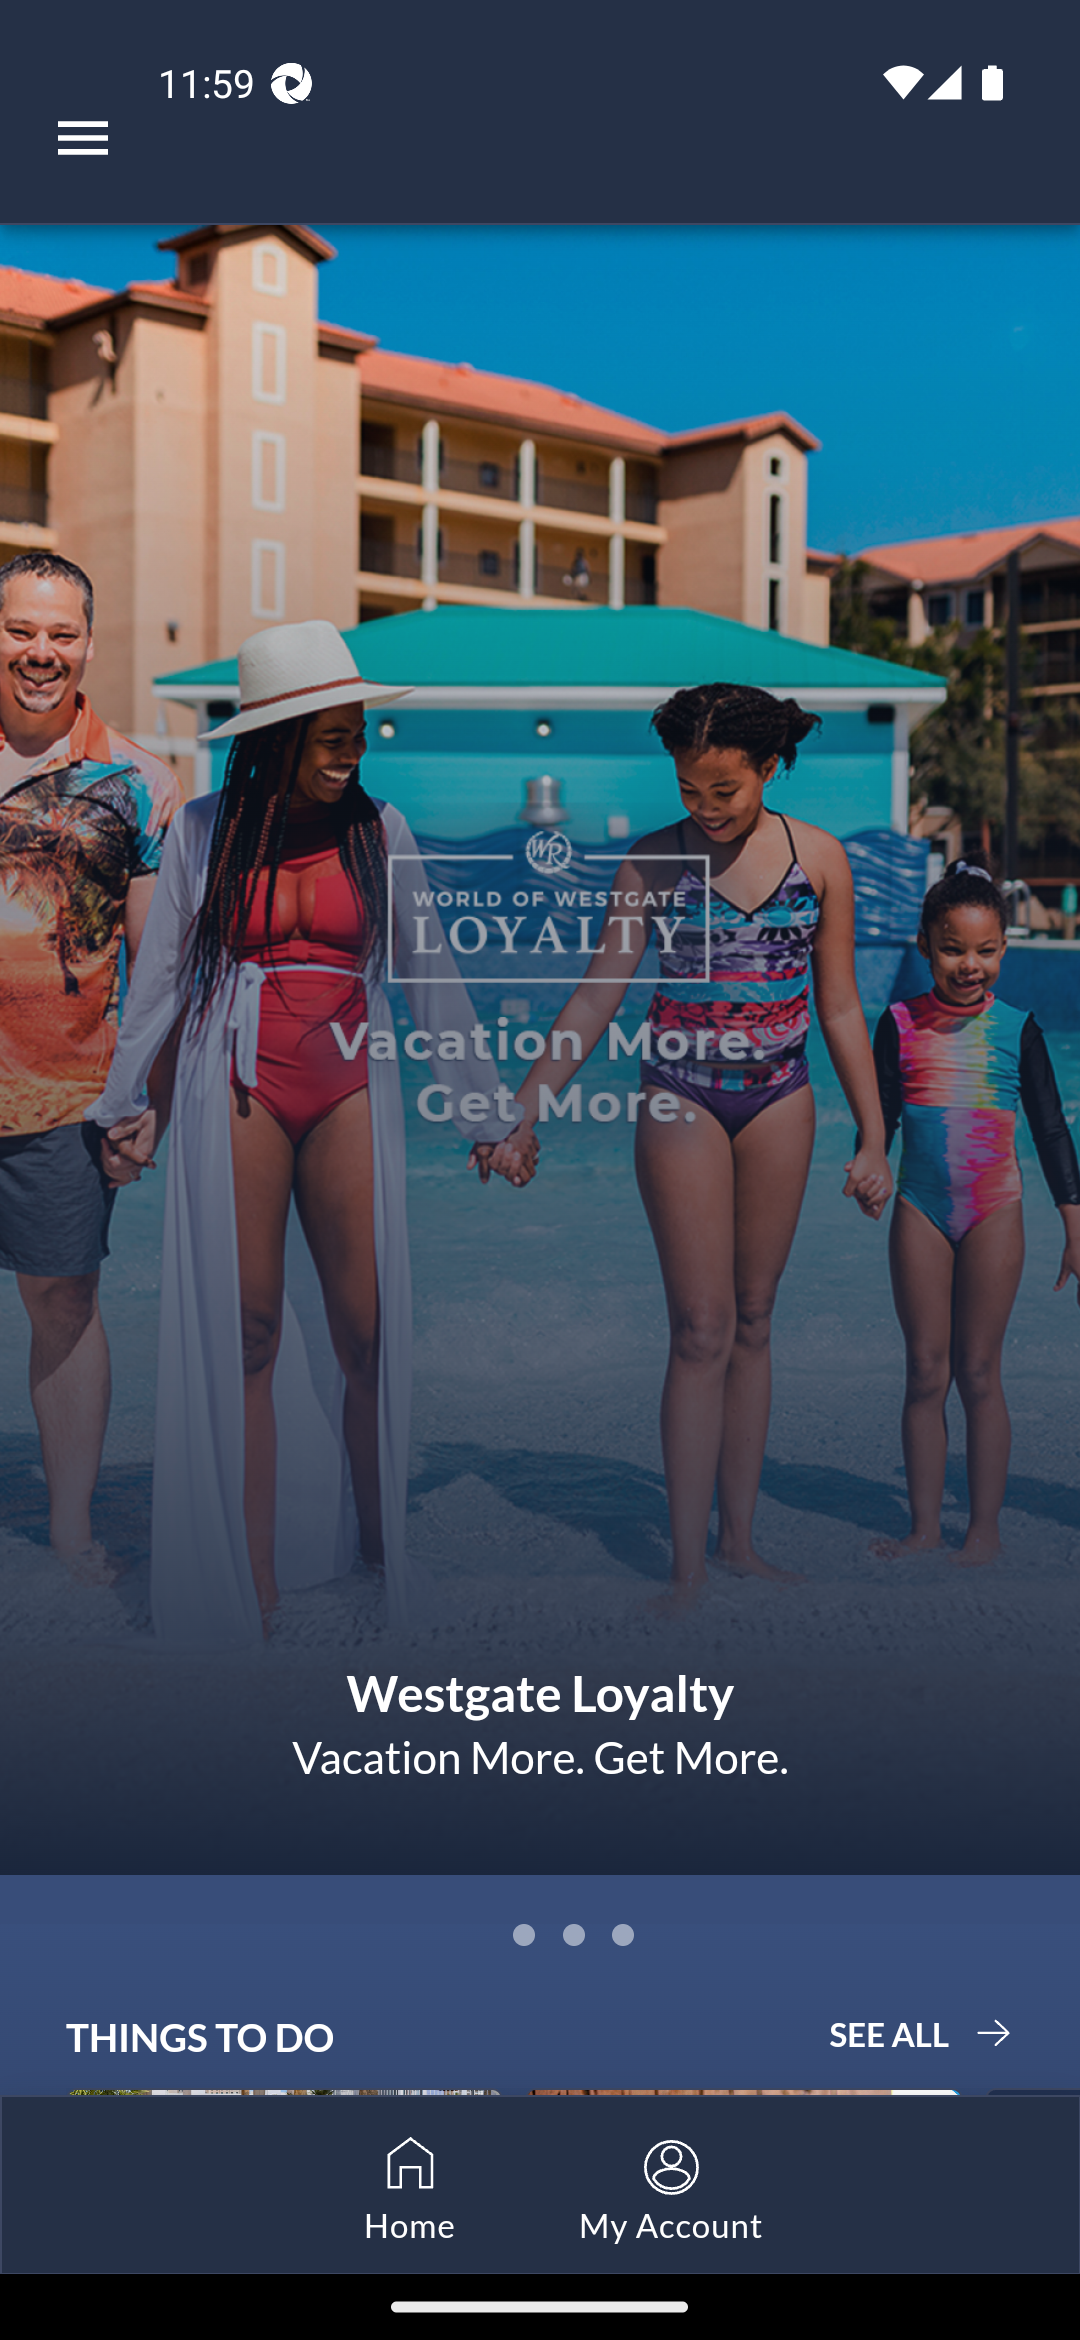 11:59
WR
WORLD OF WESTGATE
LOYALTY
Vacation More.
Get More.
Westgate Loyalty
Vacation More. Get More.
THINGS TO DO
SEE ALL
Home
My Account